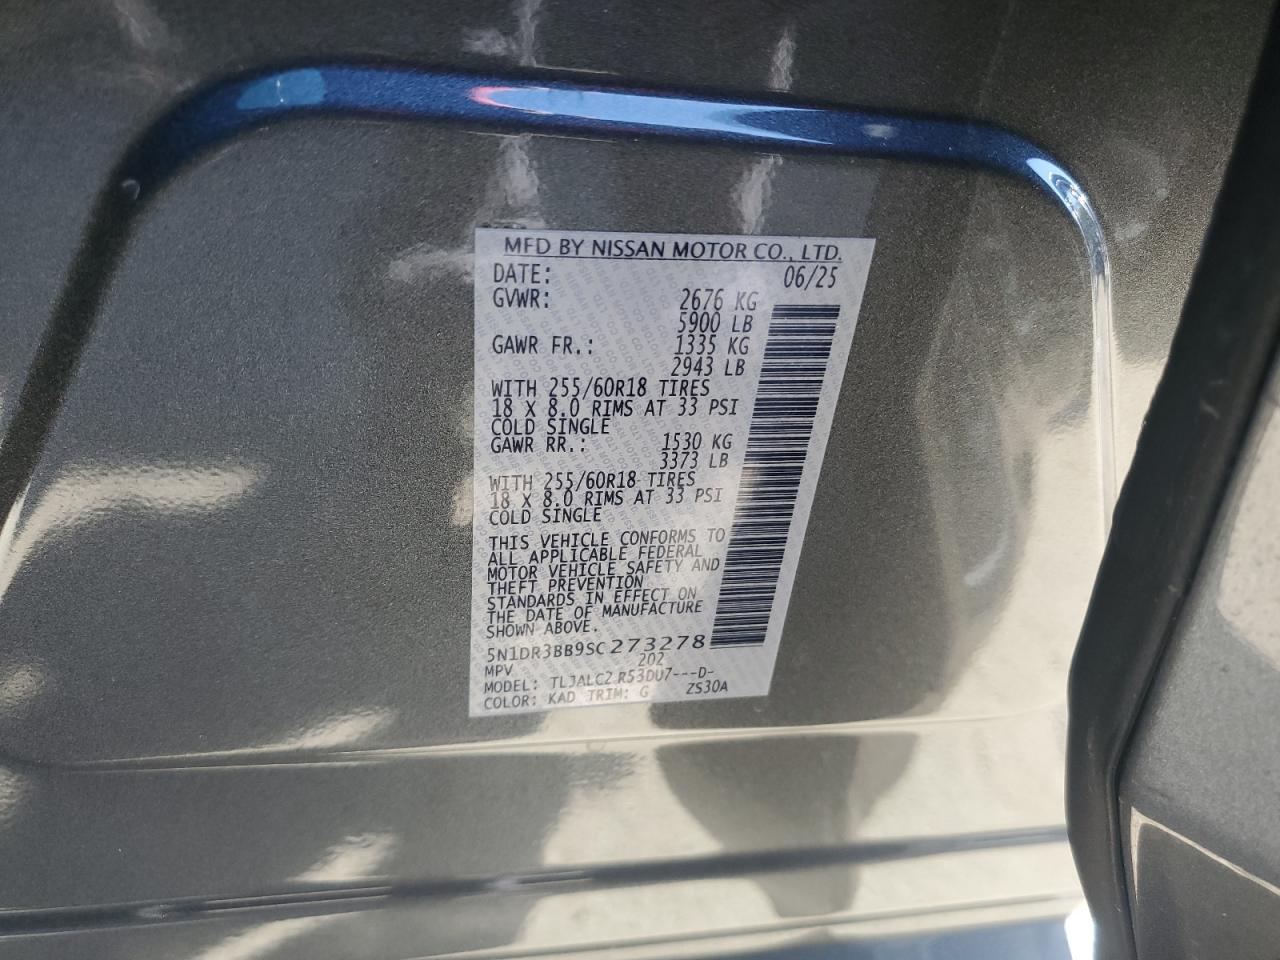 MFD BY NISSAN MOTOR CO., LTD.
DATE: 06/25
GVWR: 2676 KG
5900 LB
GAWR FR.: 1335 KG
2943 LB
WITH 255/60R18 TIRES
18 X 8.0 RIMS AT 33 PSI
COLD SINGLE
GAWR RR.: 1530 KG
3373 LB
WITH 255/60R18 TIRES
18 X 8.0 RIMS AT 33 PSI
COLD SINGLE
THIS VEHICLE CONFORMS TO
ALL APPLICABLE FEDERAL
MOTOR VEHICLE SAFETY AND
THEFT PREVENTION
STANDARDS IN EFFECT ON
THE DATE OF MANUFACTURE
SHOWN ABOVE.
5N1DR3BB9SC273278
MPV 202
MODEL: TLJALCZ R53DU7---D-
COLOR: KAD TRIM: G ZS30A